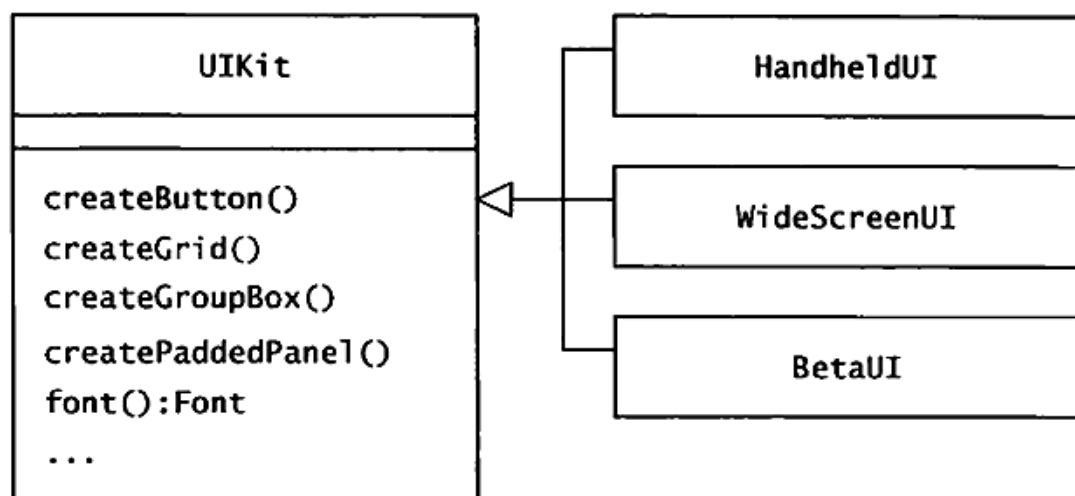 UIKit
createButton()
createGrid()
createGroupBox()
createPaddedPanel()
font():Font
...
HandheldUI
WideScreenUI
BetaUI